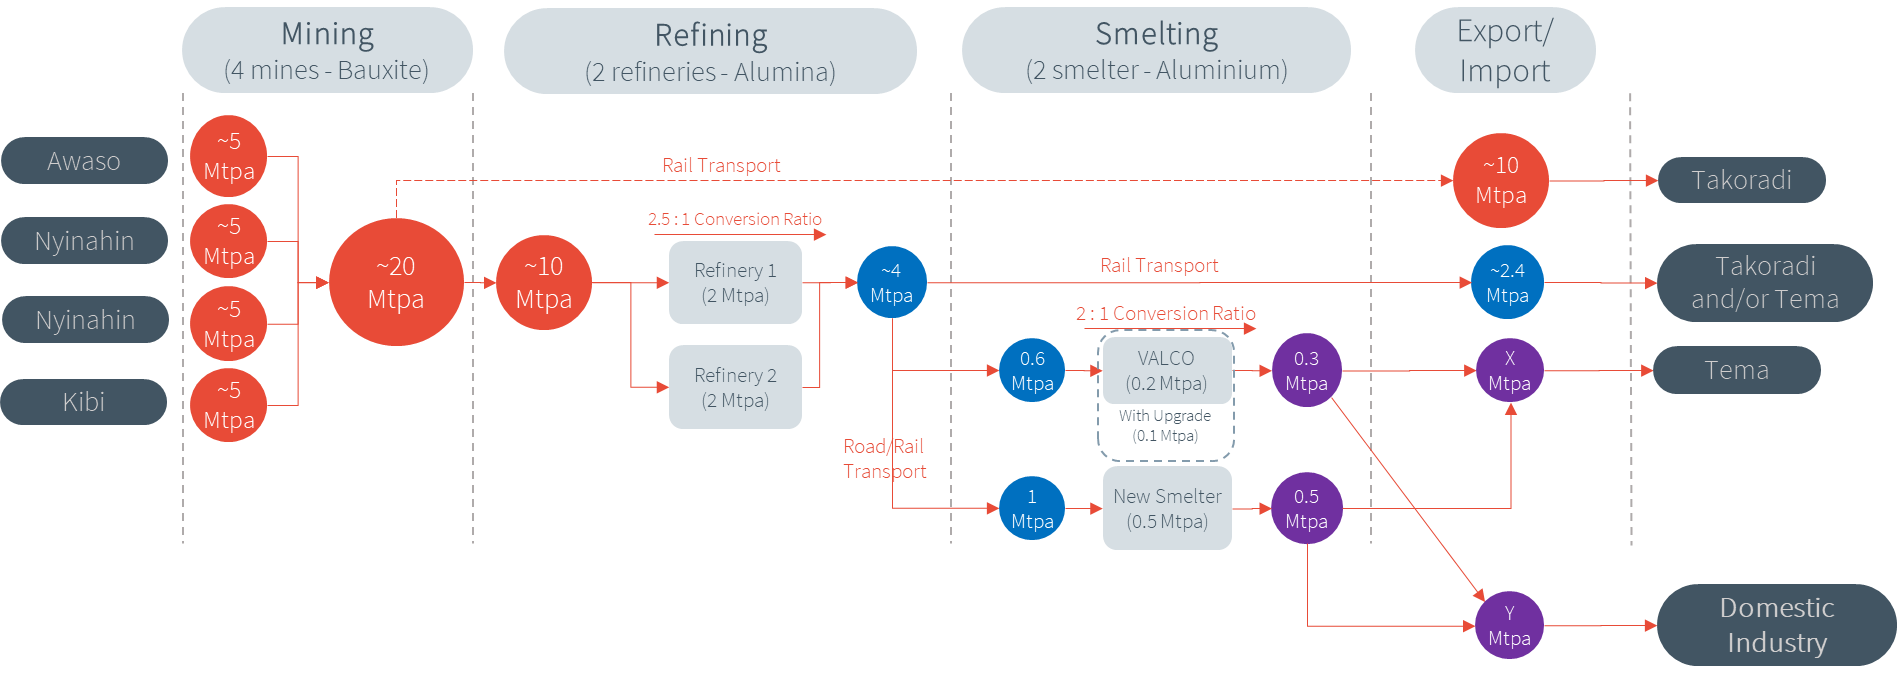 Mining
(4 mines - Bauxite)
Refining
(2 refineries - Alumina)
Smelting
(2 smelter - Aluminium)
Export/
Import
Awaso
Nyinahin
Nyinahin
Kibi
~5
Mtpa
~5
Mtpa
~5
Mtpa
~5
Mtpa
~20
Mtpa
Rail Transport
~10
Mtpa
2.5 : 1 Conversion Ratio
Refinery 1
(2 Mtpa)
Refinery 2
(2 Mtpa)
~4
Mtpa
Road/Rail
Transport
Rail Transport
2 : 1 Conversion Ratio
0.6
Mtpa
VALCO
(0.2 Mtpa)
With Upgrade
(0.1 Mtpa)
0.3
Mtpa
1
Mtpa
New Smelter
(0.5 Mtpa)
0.5
Mtpa
~10
Mtpa
~2.4
Mtpa
X
Mtpa
Y
Mtpa
Takoradi
Takoradi
and/or Tema
Tema
Domestic
Industry